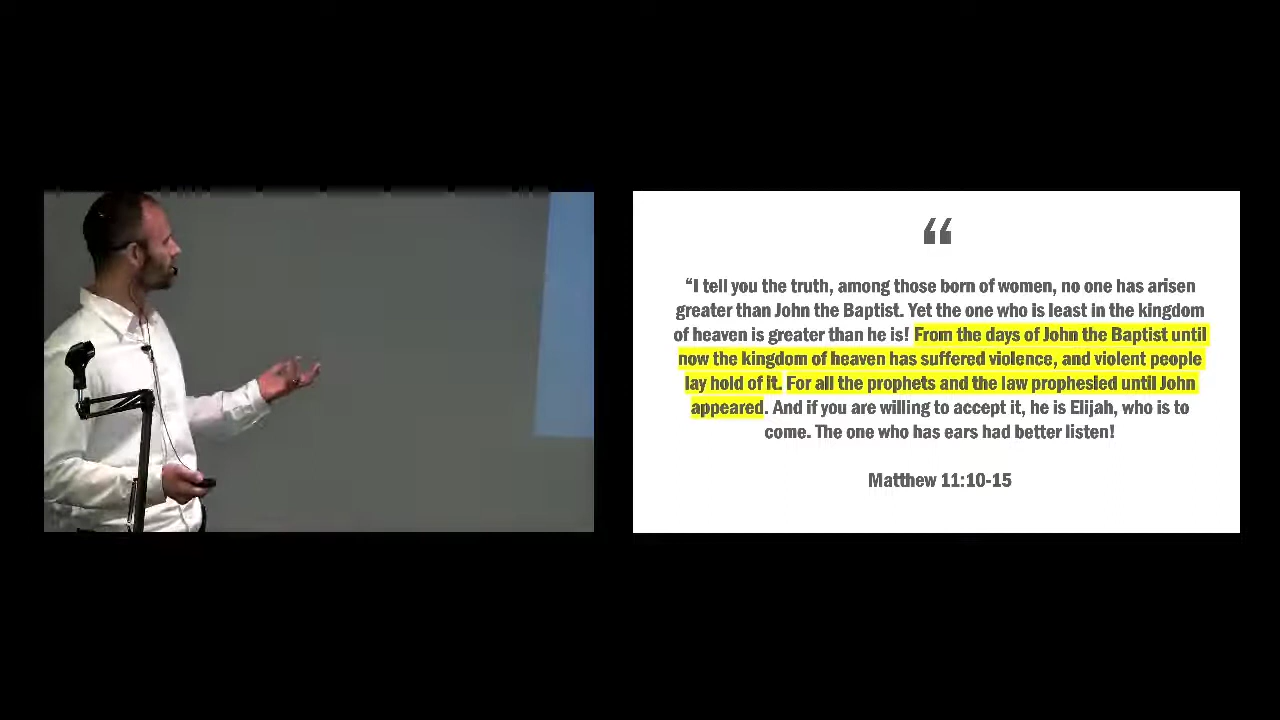 “
“I tell you the truth, among those born of women, no one has arisen
greater than John the Baptist. Yet the one who is least in the kingdom
of heaven is greater than he is! From the days of John the Baptist until
now the kingdom of heaven has suffered violence, and violent people
lay hold of it. For all the prophets and the law prophesied until John
appeared. And if you are willing to accept it, he is Elijah, who is to
come. The one who has ears had better listen!
Matthew 11:10-15